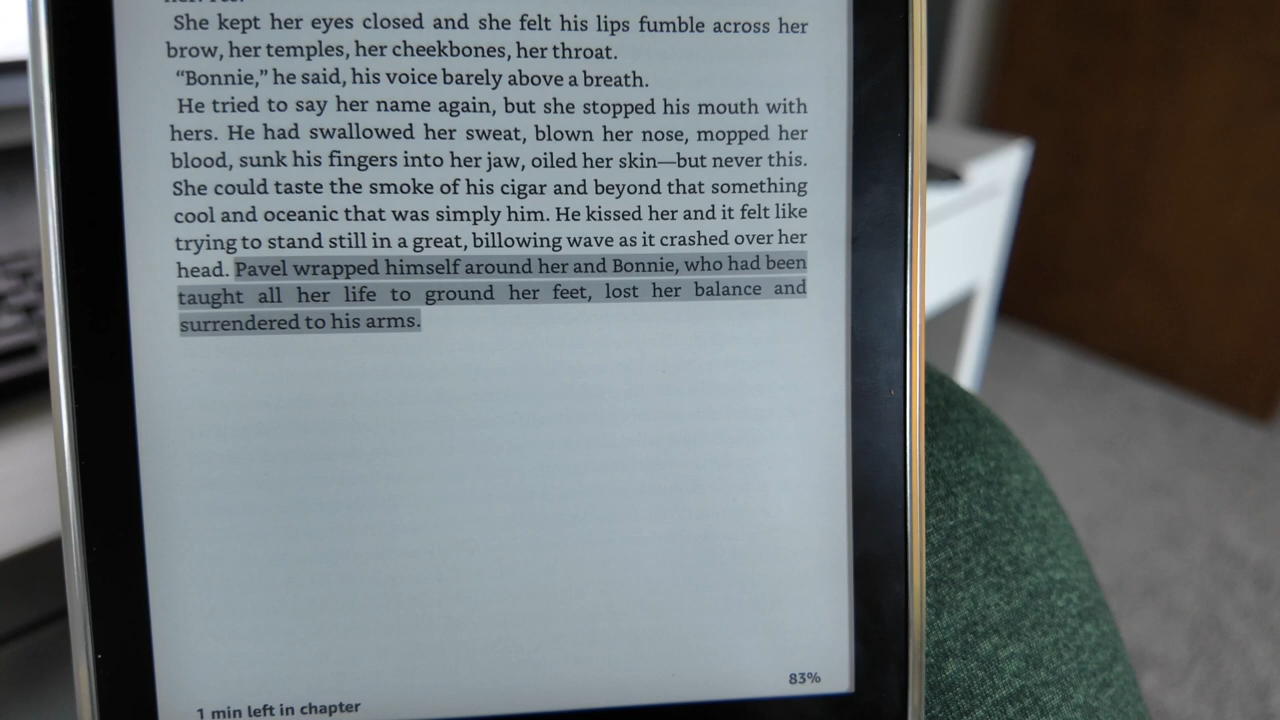 She kept her eyes closed and she felt his lips fumble across her
brow, her temples, her cheekbones, her throat.
“Bonnie,” he said, his voice barely above a breath.
He tried to say her name again, but she stopped his mouth with
hers. He had swallowed her sweat, blown her nose, mopped her
blood, sunk his fingers into her jaw, oiled her skin—but never this.
She could taste the smoke of his cigar and beyond that something
cool and oceanic that was simply him. He kissed her and it felt like
trying to stand still in a great, billowing wave as it crashed over her
head. Pavel wrapped himself around her and Bonnie, who had been
taught all her life to ground her feet, lost her balance and
surrendered to his arms.
83%
1 min left in chapter